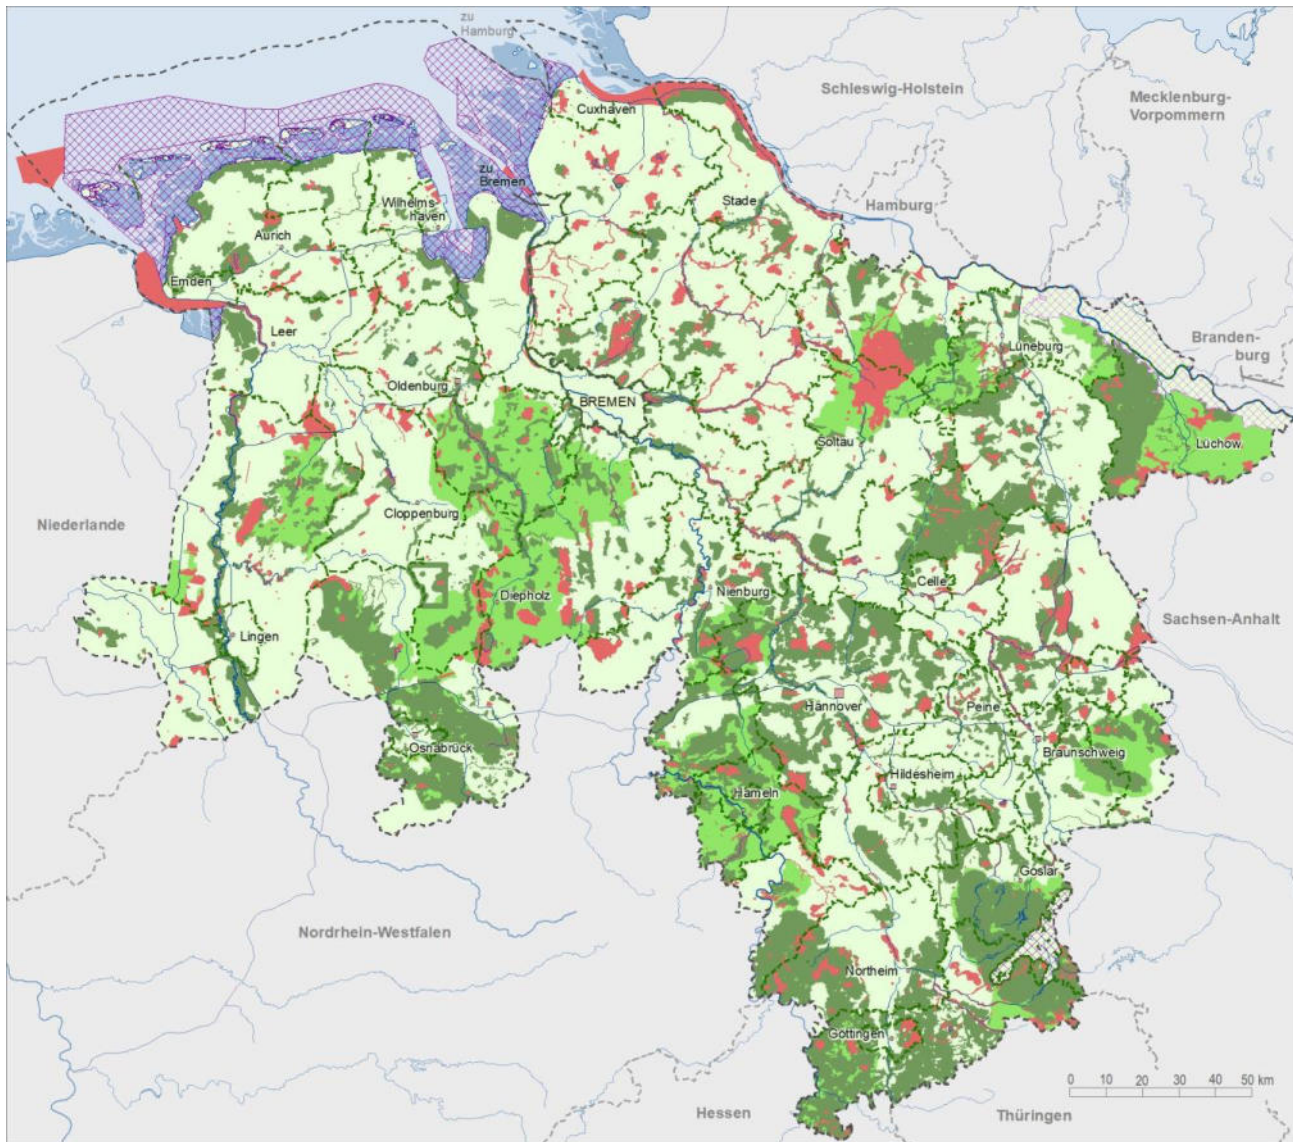 zu
Hamburg
Schleswig-Holstein
Mecklenburg-
Vorpommern
Cuxhaven
zu
Bremen
Wilhelms-
haven
Stade
Hamburg
Aurich
Emden
Leer
Lüneburg
Branden-
burg
Oldenburg
BREMEN
Soltau
Lüchow
Niederlande
Cloppenburg
Celle
Diepholz
Nienburg
Sachsen-Anhalt
Lingen
Hannover
Peine
Osnabrück
Braunschweig
Hildesheim
Hameln
Goslar
Nordrhein-Westfalen
Northeim
Göttingen
0 10 20 30 40 50 km
Hessen
Thüringen